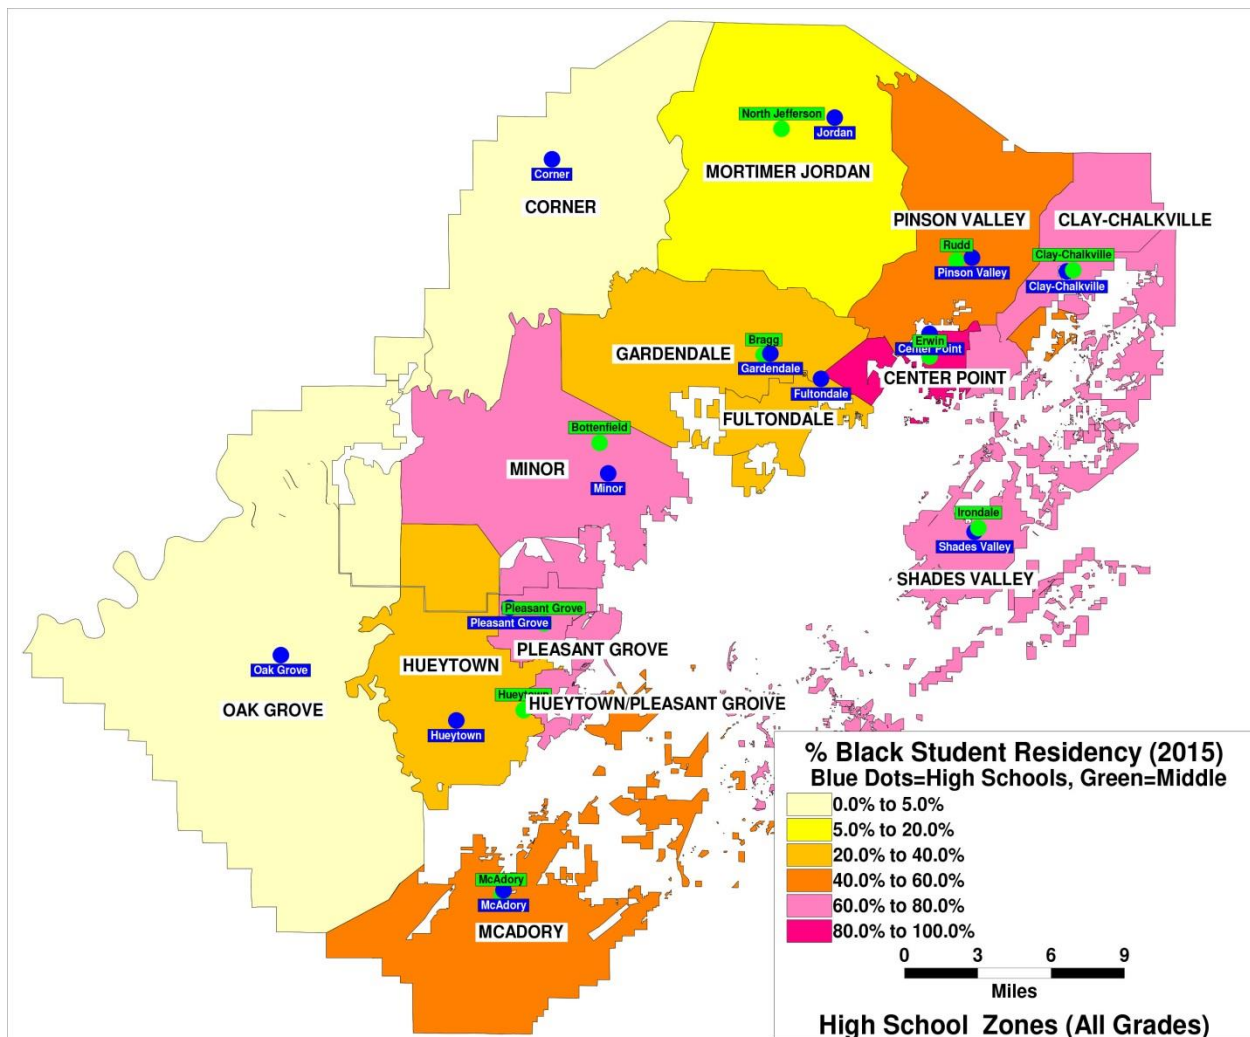 North Jefferson
Jordan
MORTIMER JORDAN
Corner
CORNER
PINSON VALLEY
CLAY-CHALKVILLE
Rudd
Pinson Valley
Clay-Chalkville
Clay-Chalkville
Bragg
Gardendale
GARDENDALE
Erwin
Center Point
CENTER POINT
Fultondale
FULTONDALE
Bottenfield
MINOR
Minor
Irondale
Shades Valley
SHADES VALLEY
Pleasant Grove
Pleasant Grove
PLEASANT GROVE
HUEYTOWN
Oak Grove
OAK GROVE
Hueytown
HUEYTOWN/PLEASANT GROIVE
Hueytown
McAdory
McAdory
MCADORY
% Black Student Residency (2015)
Blue Dots=High Schools, Green=Middle
0.0% to 5.0%
5.0% to 20.0%
20.0% to 40.0%
40.0% to 60.0%
60.0% to 80.0%
80.0% to 100.0%
0 3 6 9
Miles
High School Zones (All Grades)